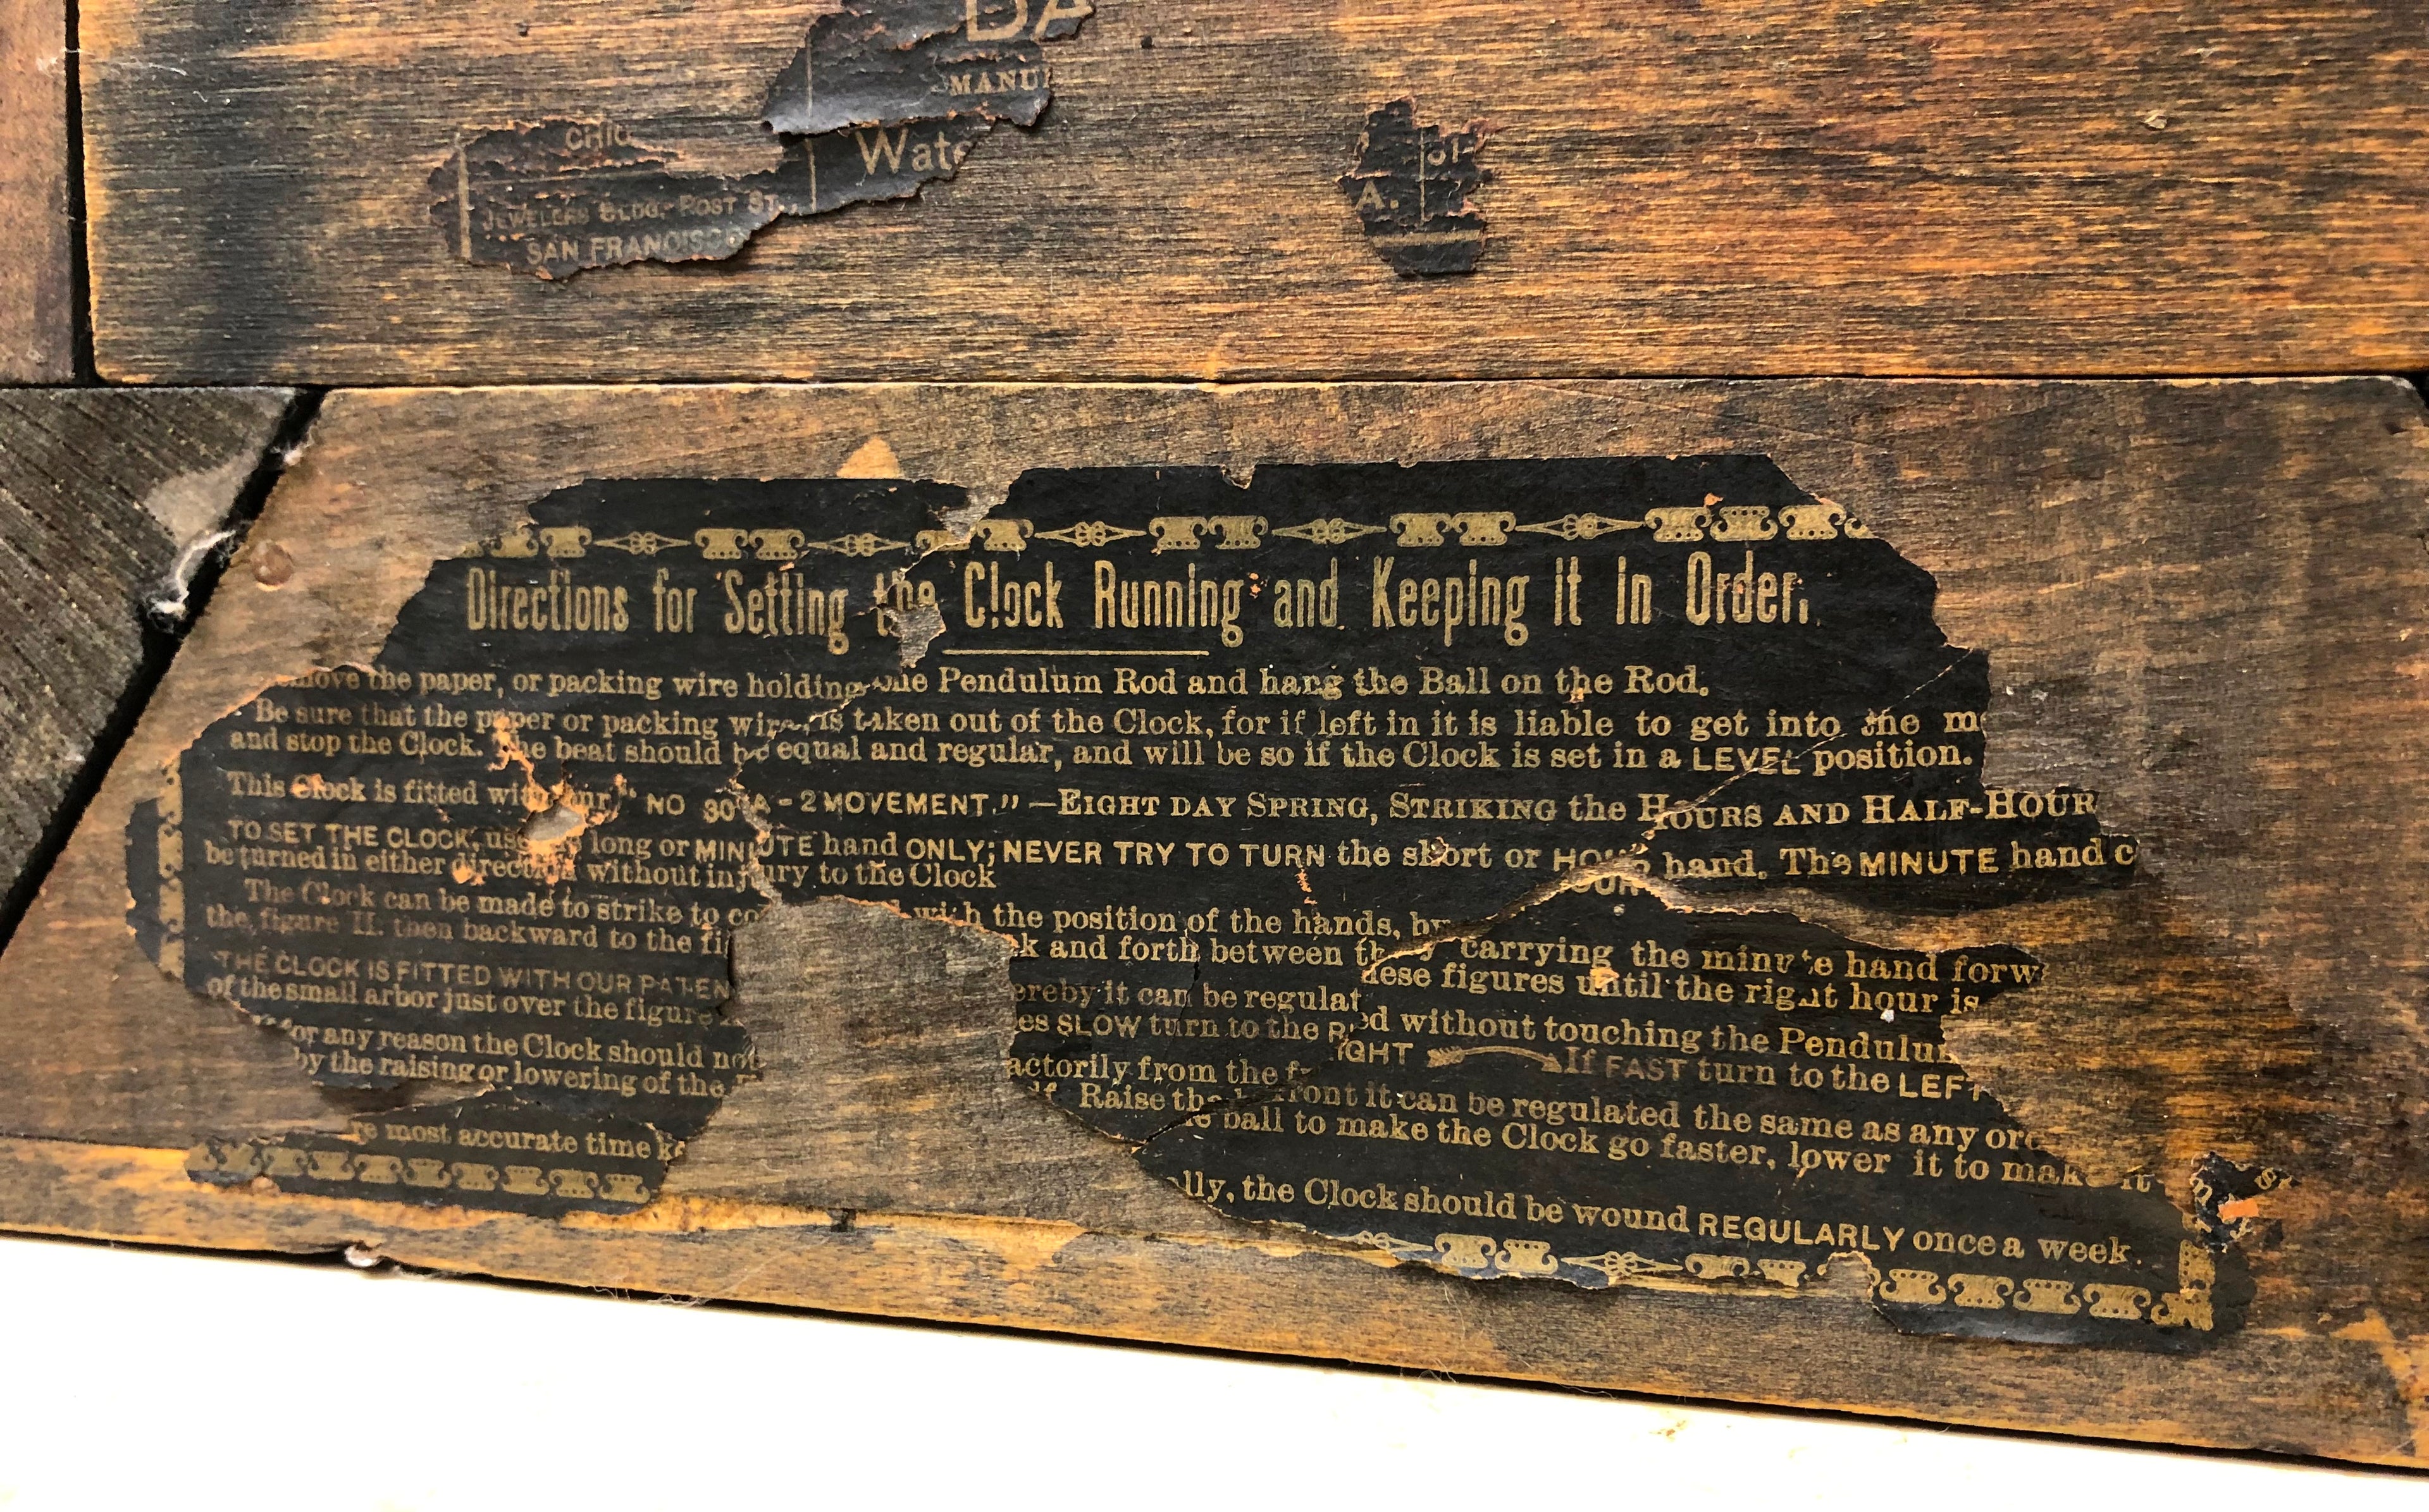 DA
MANU
CHIC
Wate
JEWELERS BLDG. POST ST.,
SAN FRANCISCO
A.
Directions for Setting the Clock Running and Keeping it in Order.
move the paper, or packing wire holding the Pendulum Rod and hang the Ball on the Rod.
Be sure that the paper or packing wire is taken out of the Clock, for if left in it is liable to get into the m
and stop the Clock. The beat should be equal and regular, and will be so if the Clock is set in a LEVEL position.
This Clock is fitted with our "NO 30 A-2 MOVEMENT."—EIGHT DAY SPRING, STRIKING the HOURS AND HALF-HOUR
TO SET THE CLOCK, use long or MINUTE hand ONLY; NEVER TRY TO TURN the short or HOUR hand. The MINUTE hand c
be turned in either direction without injury to the Clock
The Clock can be made to strike to co d with the position of the hands, by carrying the minute hand forw
the figure II. then backward to the fi k and forth between these figures until the right hour is
THE CLOCK IS FITTED WITH OUR PATEN ereby it can be regulated without touching the Pendulum
of the small arbor just over the figure es SLOW turn to the RIGHT If FAST turn to the LEFT
for any reason the Clock should not actorily from the front it can be regulated the same as any or
by the raising or lowering of the lf Raise the ball to make the Clock go faster, lower it to make it
re most accurate time ke lly, the Clock should be wound REGULARLY once a week.